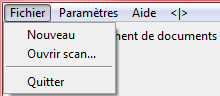 Fichier Paramètres Aide <|>
Nouveau
ment de documents
Ouvrir scan...
Quitter